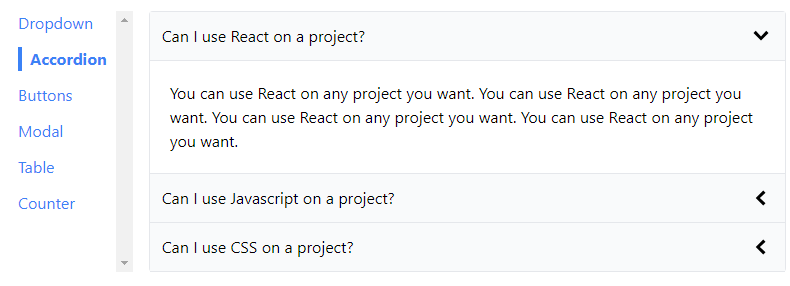 Dropdown
Accordion
Buttons
Modal
Table
Counter
Can I use React on a project?
You can use React on any project you want. You can use React on any project you
want. You can use React on any project you want. You can use React on any project
you want.
Can I use Javascript on a project?
Can I use CSS on a project?